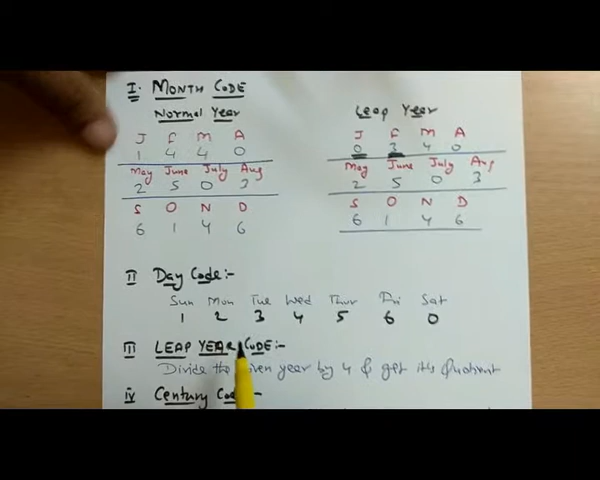 I. MONTH CODE
Normal Year Leap Year
J F M A J F M A
1 4 4 0 0 3 4 0
May June July Aug May June July Aug
2 5 0 3 2 5 0 3
S O N D S O N D
6 1 4 6 6 1 4 6
II Day Code:-
Sun Mon Tue Wed Thur Fri Sat
1 2 3 4 5 6 0
III LEAP YEAR CODE:-
Divide the given year by 4 & get its Quotient
iv Century Code:-